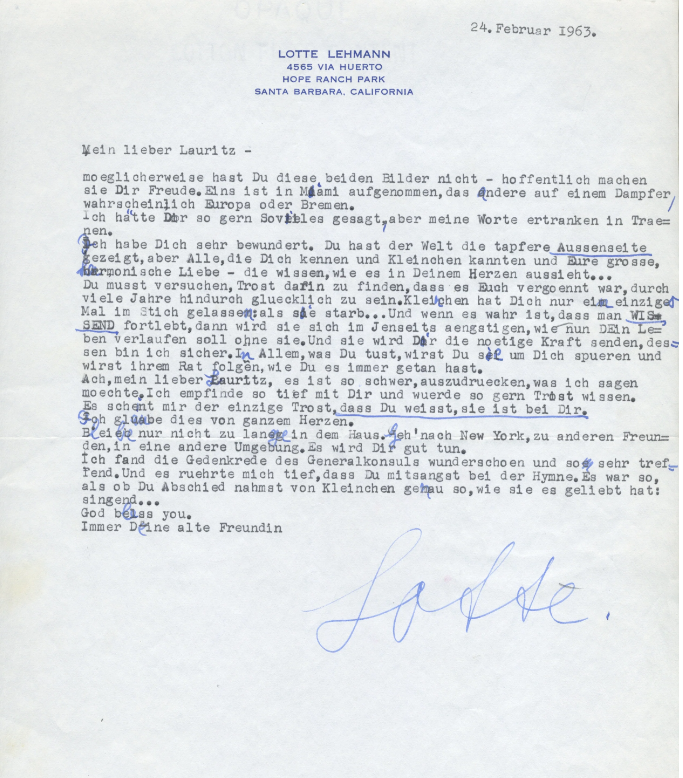 24. Februar 1963.
LOTTE LEHMANN
4565 VIA HUERTO
HOPE RANCH PARK
SANTA BARBARA, CALIFORNIA
Mein lieber Lauritz -
moeglicherweise hast Du diese beiden Bilder nicht - hoffentlich machen
sie Dir Freude.Eins ist in Miami aufgenommen,das andere auf einem Dampfer,
wahrscheinlich Europa oder Bremen.
Ich hätte Dir so gern Sovieles gesagt,aber meine Worte ertranken in Trae=
nen.
Ich habe Dich sehr bewundert. Du hast der Welt die tapfere Aussenseite
gezeigt,aber Alle,die Dich kennen und Kleinchen kannten und Eure grosse,
harmonische Liebe - die wissen,wie es in Deinem Herzen aussieht...
Du musst versuchen, Trost darin zu finden,dass es Euch vergoennt war,durch
viele Jahre hindurch gluecklich zu sein.Kleinchen hat Dich nur ein einziges
Mal im Stich gelassen:als sie starb...Und wenn es wahr ist,dass man WIS=
SEND fortlebt,dann wird sie sich im Jenseits aengstigen,wie nun DEin Le=
ben verlaufen soll ohne sie.Und sie wird Dir die noetige Kraft senden,des=
sen bin ich sicher.In Allem,was Du tust,wirst Du sie um Dich spueren und
wirst ihrem Rat folgen,wie Du es immer getan hast.
Ach,mein lieber Lauritz, es ist so schwer,auszudruecken,was ich sagen
moechte.Ich empfinde so tief mit Dir und wuerde so gern Trost wissen.
Es scheint mir der einzige Trost,dass Du weisst,sie ist bei Dir.
Ich glaube dies von ganzem Herzen.
Bleibe nur nicht zu lange in dem Haus.Geh'nach New York,zu anderen Freun=
den,in eine andere Umgebung.Es wird Dir gut tun.
Ich fand die Gedenkrede des Generalkonsuls wunderschoen und so sehr tref=
fend.Und es ruehrte mich tief,dass Du mitsangst bei der Hymne.Es war so,
als ob Du Abschied nahmst von Kleinchen genau so,wie sie es geliebt hat:
singend...
God bless you.
Immer Deine alte Freundin
Lotte.